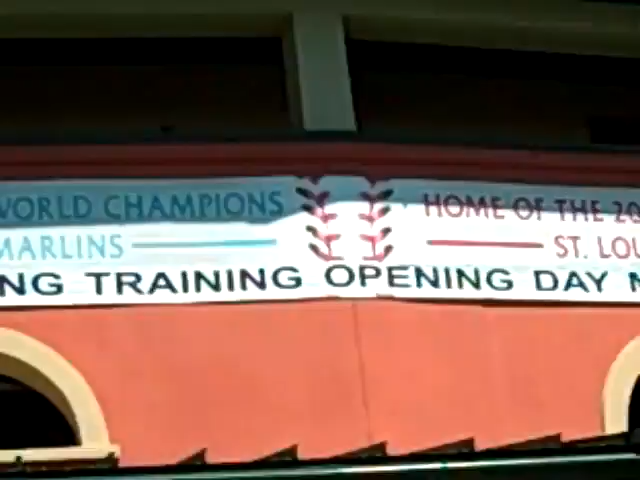 WORLD CHAMPIONS HOME OF THE 20
MARLINS ST. LOU
NG TRAINING OPENING DAY